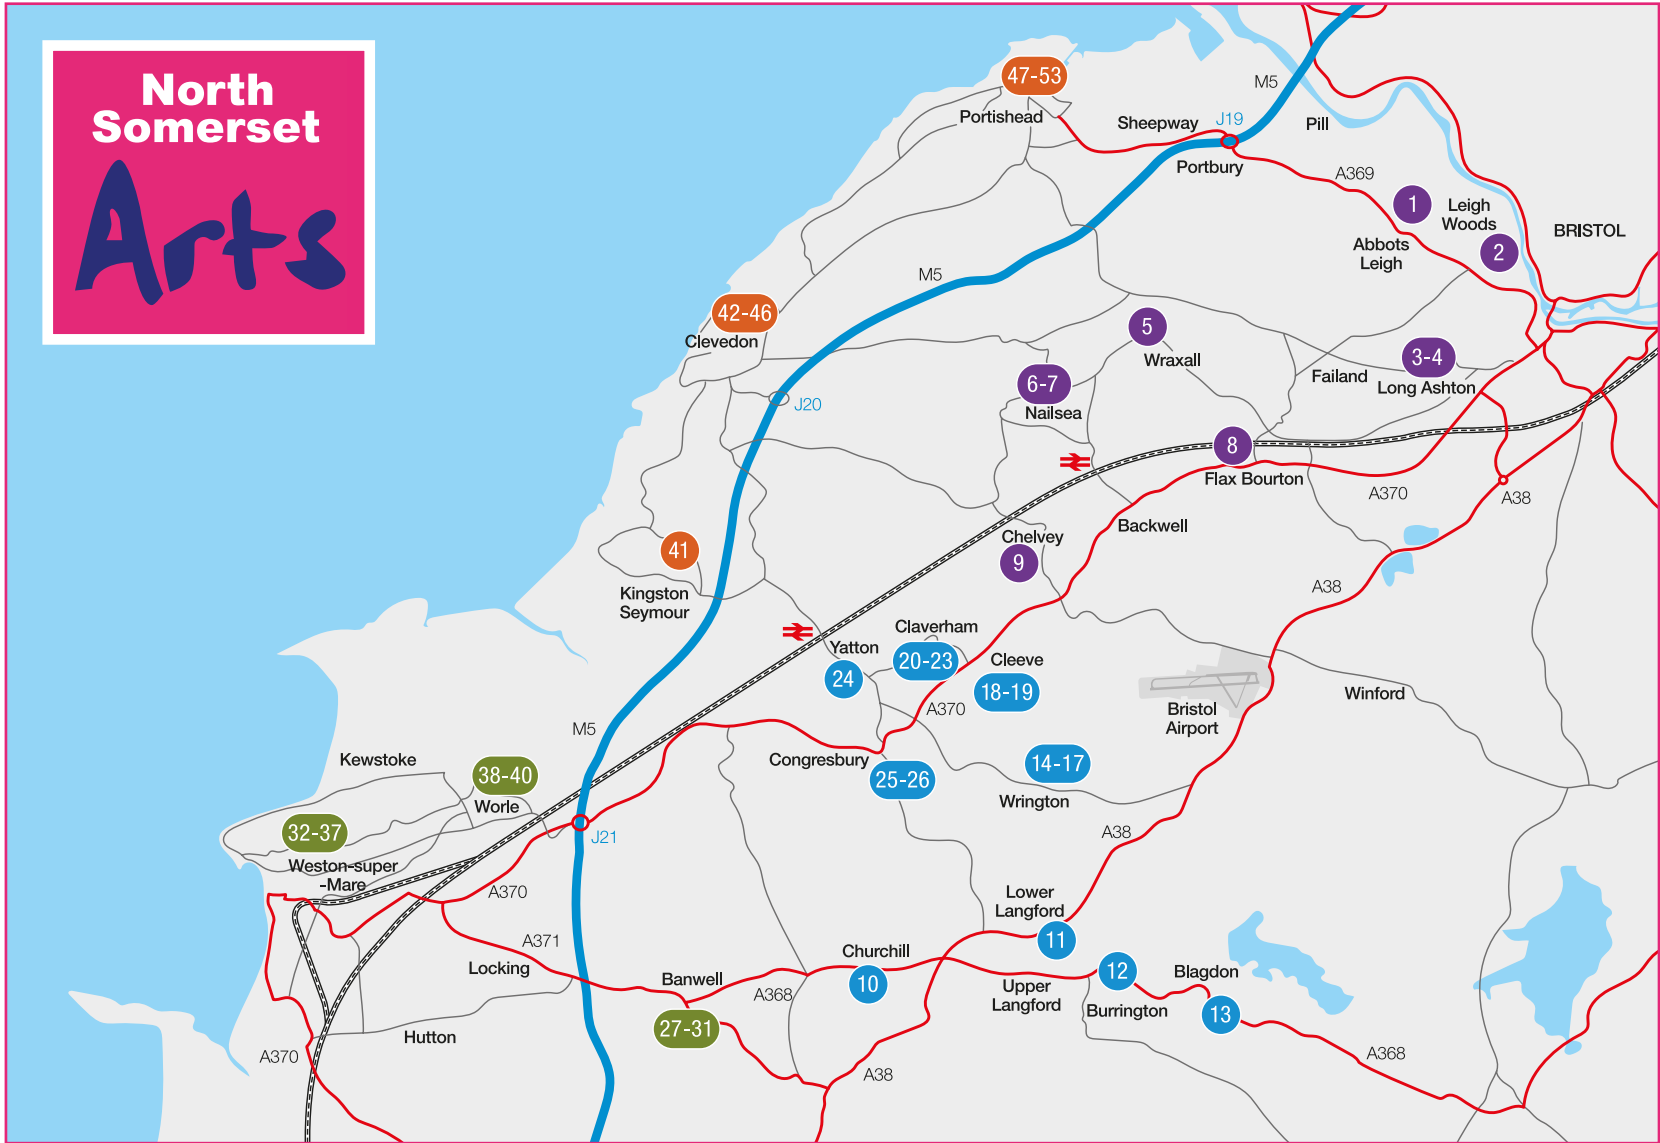 North
Somerset
Arts
47-53
Portishead
Sheepway
J19
M5
Pill
Portbury
A369
1
Leigh
Woods
2
Abbots
Leigh
BRISTOL
M5
42-46
Clevedon
J20
5
Wraxall
6-7
Nailsea
Failand
3-4
Long Ashton
8
Flax Bourton
A370
A38
Backwell
Chelvey
9
41
Kingston
Seymour
A38
Yatton
24
Claverham
20-23
Cleeve
18-19
A370
Bristol
Airport
Winford
M5
Congresbury
25-26
14-17
Wrington
Kewstoke
38-40
Worle
32-37
Weston-super
-Mare
J21
A38
A370
A371
Locking
Lower
Langford
11
Churchill
10
Banwell
A368
27-31
Upper
Langford
12
Burrington
Blagdon
13
Hutton
A370
A38
A368